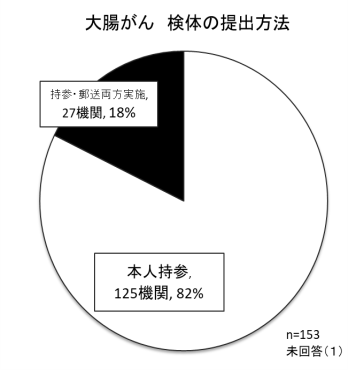 大腸がん　検体の提出方法
持参・郵送両方実施,
27機関, 18%
本人持参,
125機関, 82%
n=153
未回答（1）